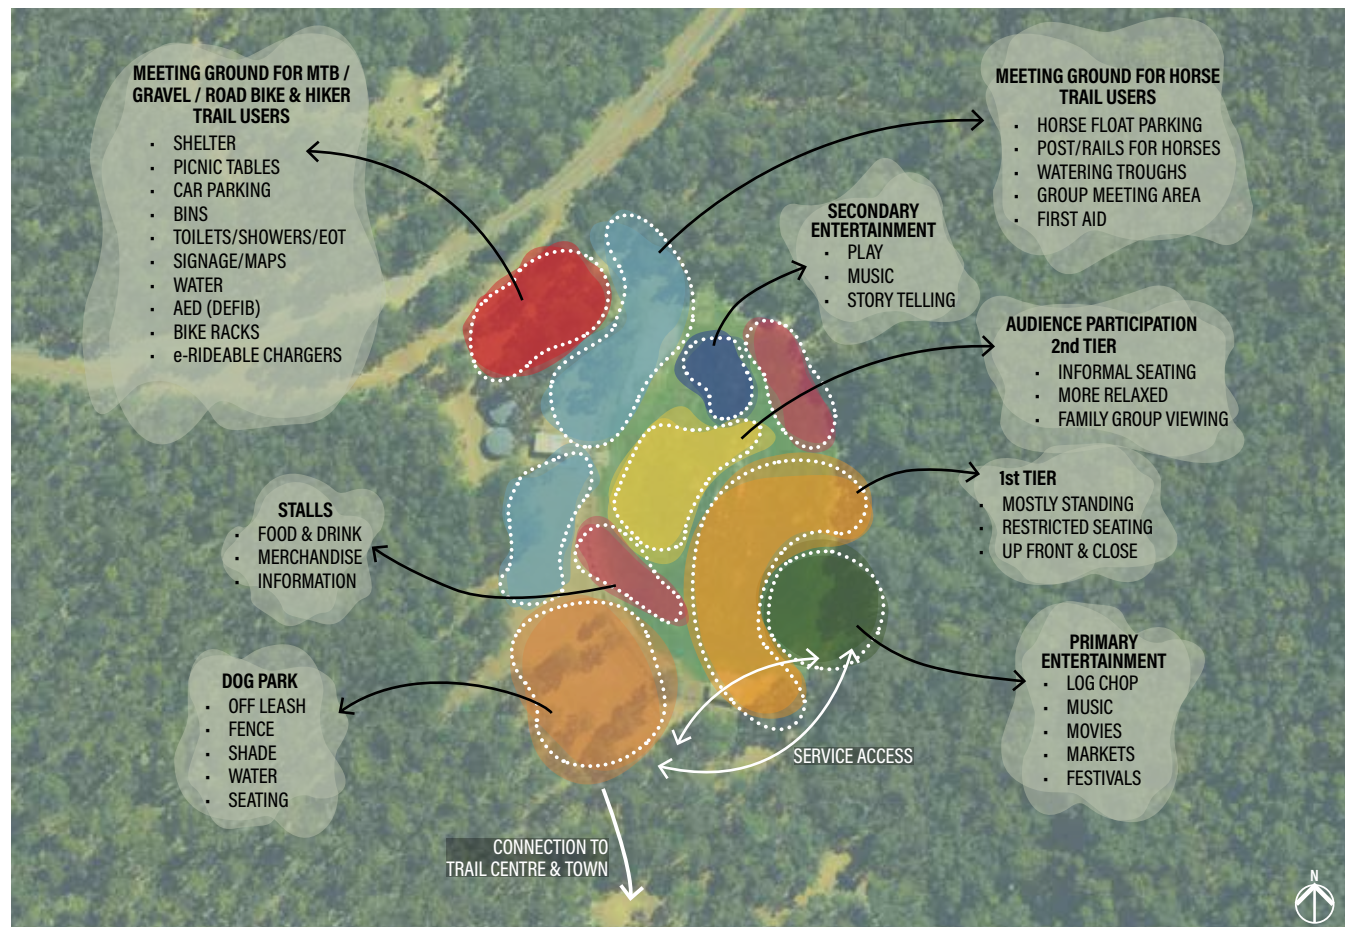 MEETING GROUND FOR MTB /
GRAVEL / ROAD BIKE & HIKER
TRAIL USERS
▪ SHELTER
▪ PICNIC TABLES
▪ CAR PARKING
▪ BINS
▪ TOILETS/SHOWERS/EOT
▪ SIGNAGE/MAPS
▪ WATER
▪ AED (DEFIB)
▪ BIKE RACKS
▪ e-RIDEABLE CHARGERS
MEETING GROUND FOR HORSE
TRAIL USERS
▪ HORSE FLOAT PARKING
▪ POST/RAILS FOR HORSES
▪ WATERING TROUGHS
▪ GROUP MEETING AREA
▪ FIRST AID
SECONDARY
ENTERTAINMENT
▪ PLAY
▪ MUSIC
▪ STORY TELLING
AUDIENCE PARTICIPATION
2nd TIER
▪ INFORMAL SEATING
▪ MORE RELAXED
▪ FAMILY GROUP VIEWING
1st TIER
▪ MOSTLY STANDING
▪ RESTRICTED SEATING
▪ UP FRONT & CLOSE
STALLS
▪ FOOD & DRINK
▪ MERCHANDISE
▪ INFORMATION
PRIMARY
ENTERTAINMENT
▪ LOG CHOP
▪ MUSIC
▪ MOVIES
▪ MARKETS
▪ FESTIVALS
DOG PARK
▪ OFF LEASH
▪ FENCE
▪ SHADE
▪ WATER
▪ SEATING
SERVICE ACCESS
CONNECTION TO
TRAIL CENTRE & TOWN
N